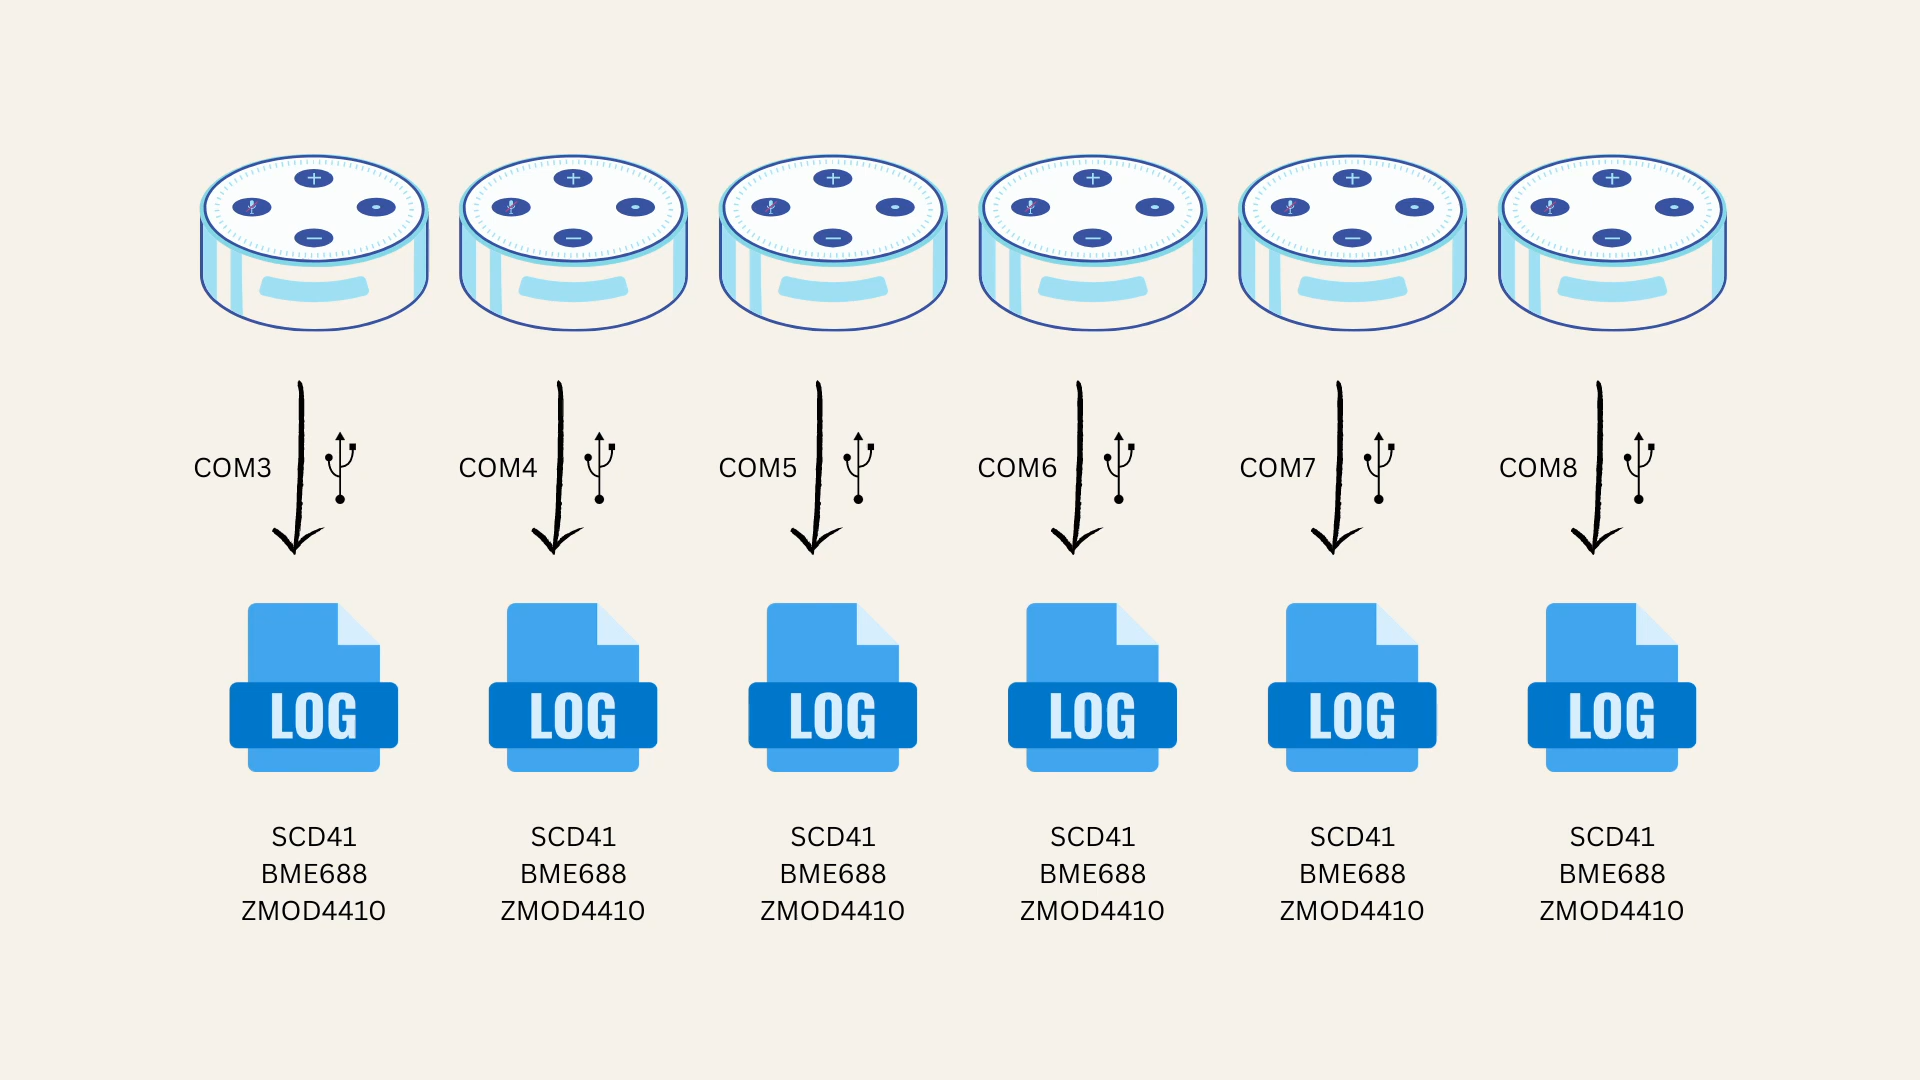 COM3 COM4 COM5 COM6 COM7 COM8
LOG LOG LOG LOG LOG LOG
SCD41 SCD41 SCD41 SCD41 SCD41 SCD41
BME688 BME688 BME688 BME688 BME688 BME688
ZMOD4410 ZMOD4410 ZMOD4410 ZMOD4410 ZMOD4410 ZMOD4410